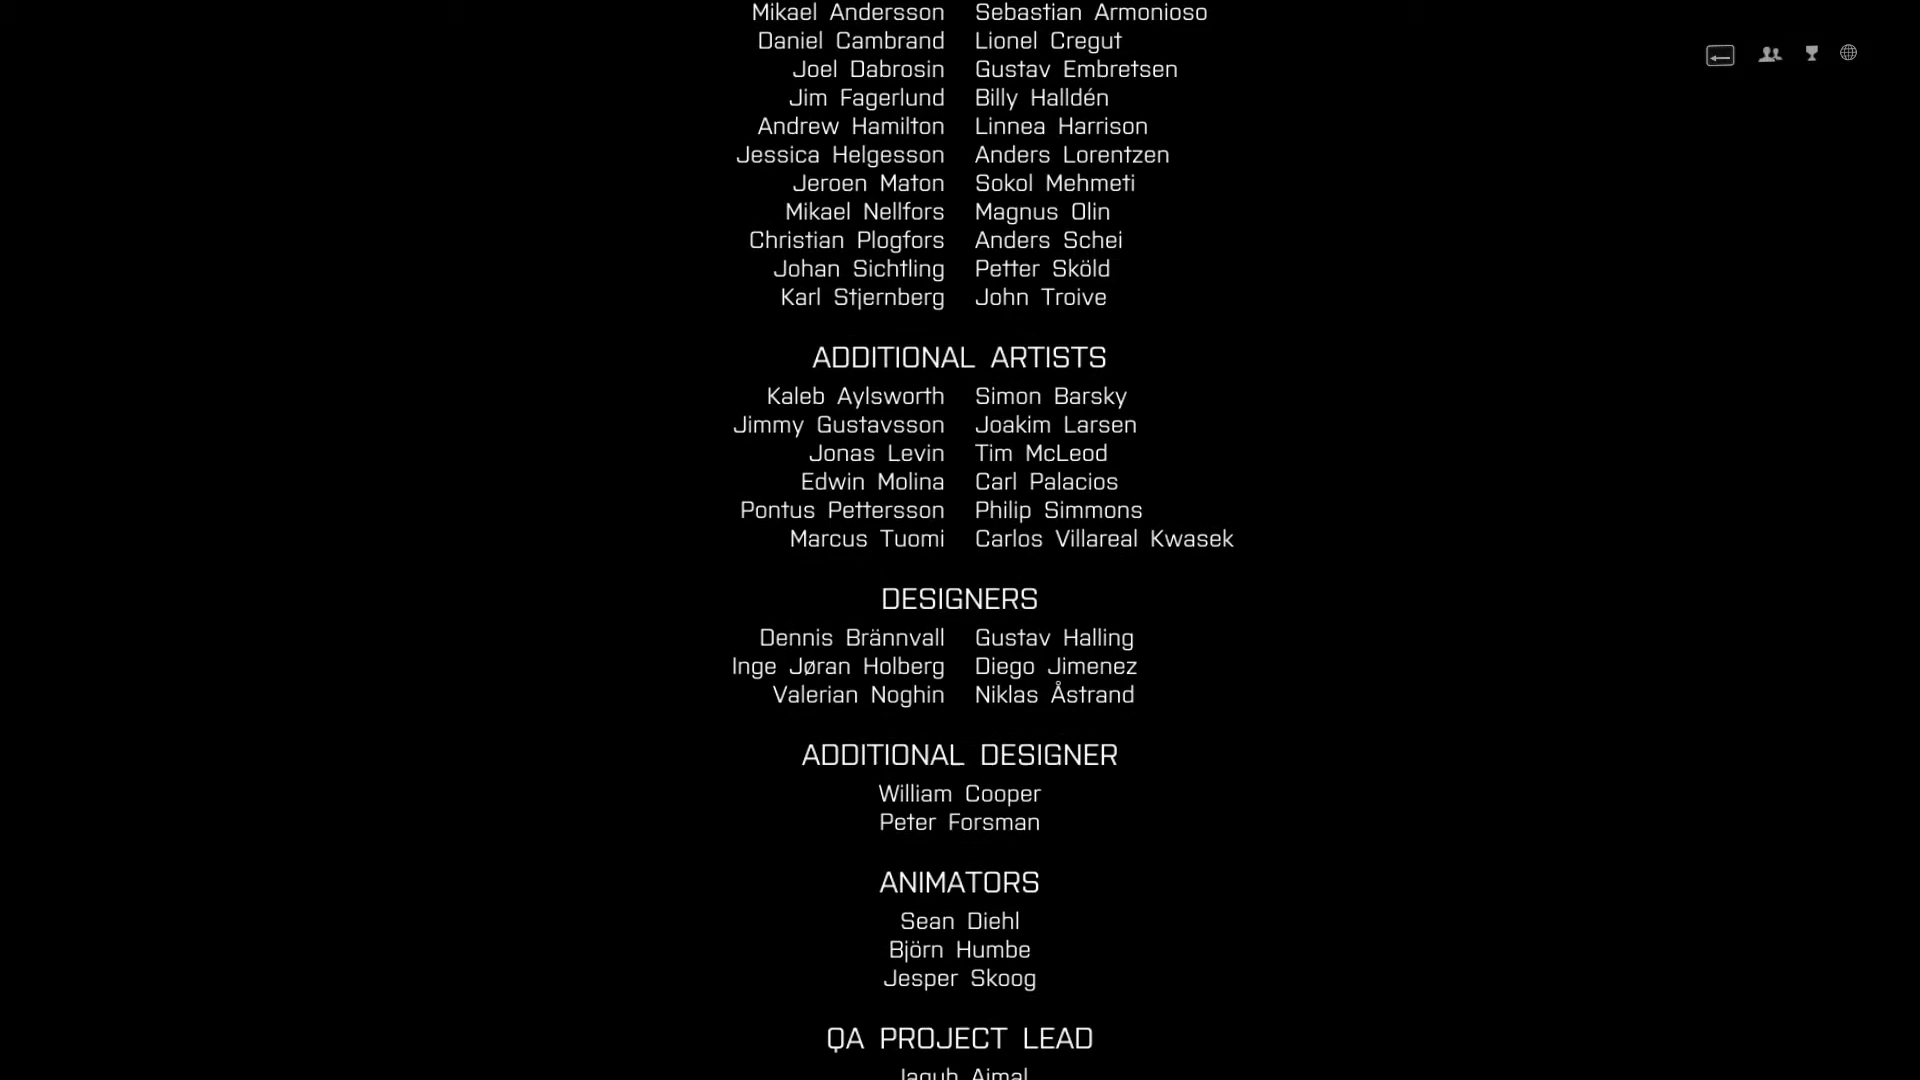 Mikael Andersson Sebastian Armonioso
Daniel Cambrand Lionel Cregut
Joel Dabrosin Gustav Embretsen
Jim Fagerlund Billy Halldén
Andrew Hamilton Linnea Harrison
Jessica Helgesson Anders Lorentzen
Jeroen Maton Sokol Mehmeti
Mikael Nellfors Magnus Olin
Christian Plogfors Anders Schei
Johan Sichtling Petter Sköld
Karl Stjernberg John Troive
ADDITIONAL ARTISTS
Kaleb Aylsworth Simon Barsky
Jimmy Gustavsson Joakim Larsen
Jonas Levin Tim McLeod
Edwin Molina Carl Palacios
Pontus Pettersson Philip Simmons
Marcus Tuomi Carlos Villareal Kwasek
DESIGNERS
Dennis Brännvall Gustav Halling
Inge Jøran Holberg Diego Jimenez
Valerian Noghin Niklas Åstrand
ADDITIONAL DESIGNER
William Cooper
Peter Forsman
ANIMATORS
Sean Diehl
Björn Humbe
Jesper Skoog
QA PROJECT LEAD